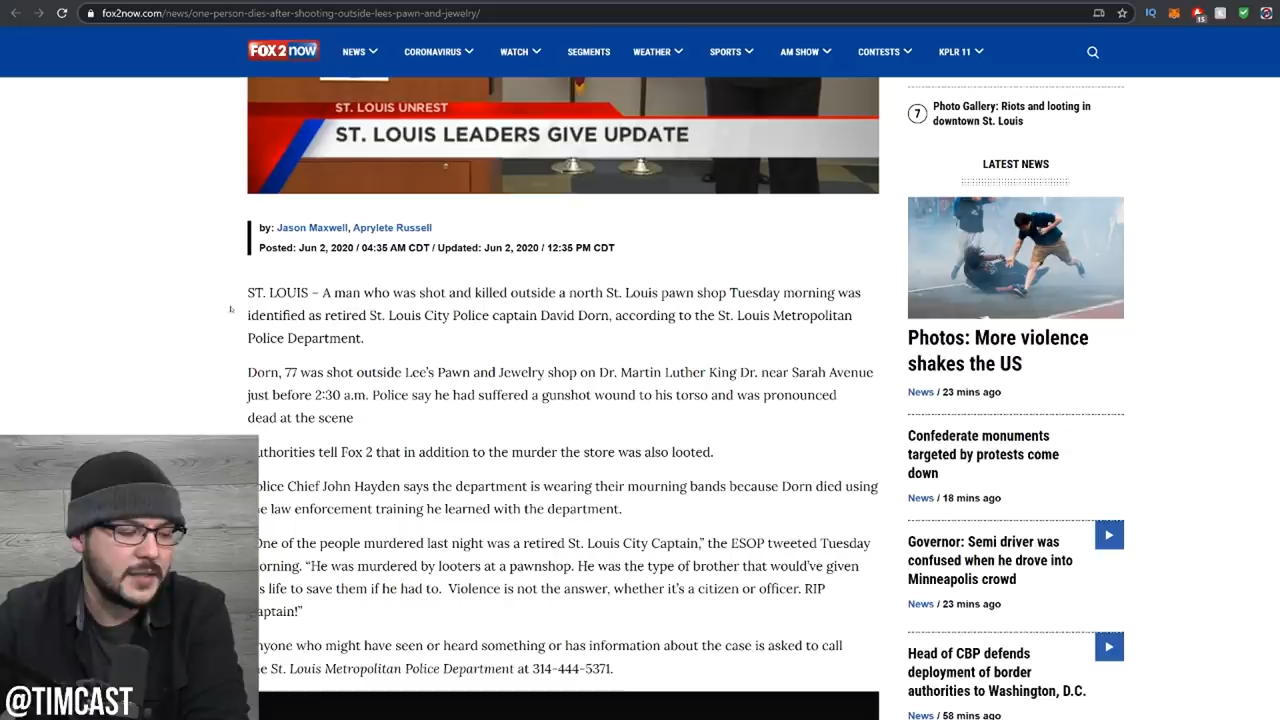 fox2now.com/news/one-person-dies-after-shooting-outside-lees-pawn-and-jewelry/
IQ
15
FOX 2 now
NEWS
CORONAVIRUS
WATCH
SEGMENTS
WEATHER
SPORTS
AM SHOW
CONTESTS
KPLR 11
ST. LOUIS UNREST
ST. LOUIS LEADERS GIVE UPDATE
by: Jason Maxwell, Aprylete Russell
Posted: Jun 2, 2020 / 04:35 AM CDT / Updated: Jun 2, 2020 / 12:35 PM CDT
ST. LOUIS – A man who was shot and killed outside a north St. Louis pawn shop Tuesday morning was
identified as retired St. Louis City Police captain David Dorn, according to the St. Louis Metropolitan
Police Department.
Dorn, 77 was shot outside Lee's Pawn and Jewelry shop on Dr. Martin Luther King Dr. near Sarah Avenue
just before 2:30 a.m. Police say he had suffered a gunshot wound to his torso and was pronounced
dead at the scene
uthorities tell Fox 2 that in addition to the murder the store was also looted.
olice Chief John Hayden says the department is wearing their mourning bands because Dorn died using
e law enforcement training he learned with the department.
One of the people murdered last night was a retired St. Louis City Captain,” the ESOP tweeted Tuesday
orning. “He was murdered by looters at a pawnshop. He was the type of brother that would've given
s life to save them if he had to. Violence is not the answer, whether it's a citizen or officer. RIP
aptain!”
nyone who might have seen or heard something or has information about the case is asked to call
e St. Louis Metropolitan Police Department at 314-444-5371.
7
Photo Gallery: Riots and looting in
downtown St. Louis
LATEST NEWS
Photos: More violence
shakes the US
News / 23 mins ago
Confederate monuments
targeted by protests come
down
News / 18 mins ago
Governor: Semi driver was
confused when he drove into
Minneapolis crowd
News / 23 mins ago
Head of CBP defends
deployment of border
authorities to Washington, D.C.
News / 58 mins ago
@TIMCAST